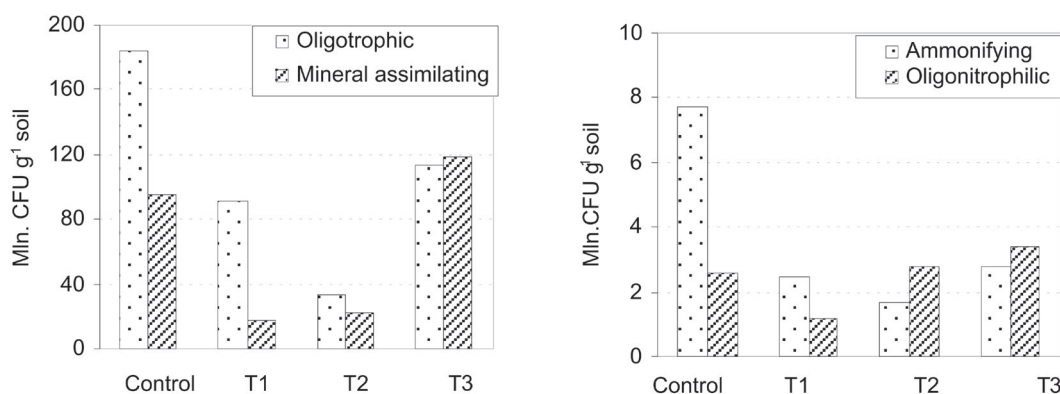 200
160
120
80
40
0
Mln. CFU g-1 soil
Oligotrophic
Mineral assimilating
Control T1 T2 T3
10
8
6
4
2
0
Mln.CFU g-1 soil
Ammonifying
Oligonitrophilic
Control T1 T2 T3